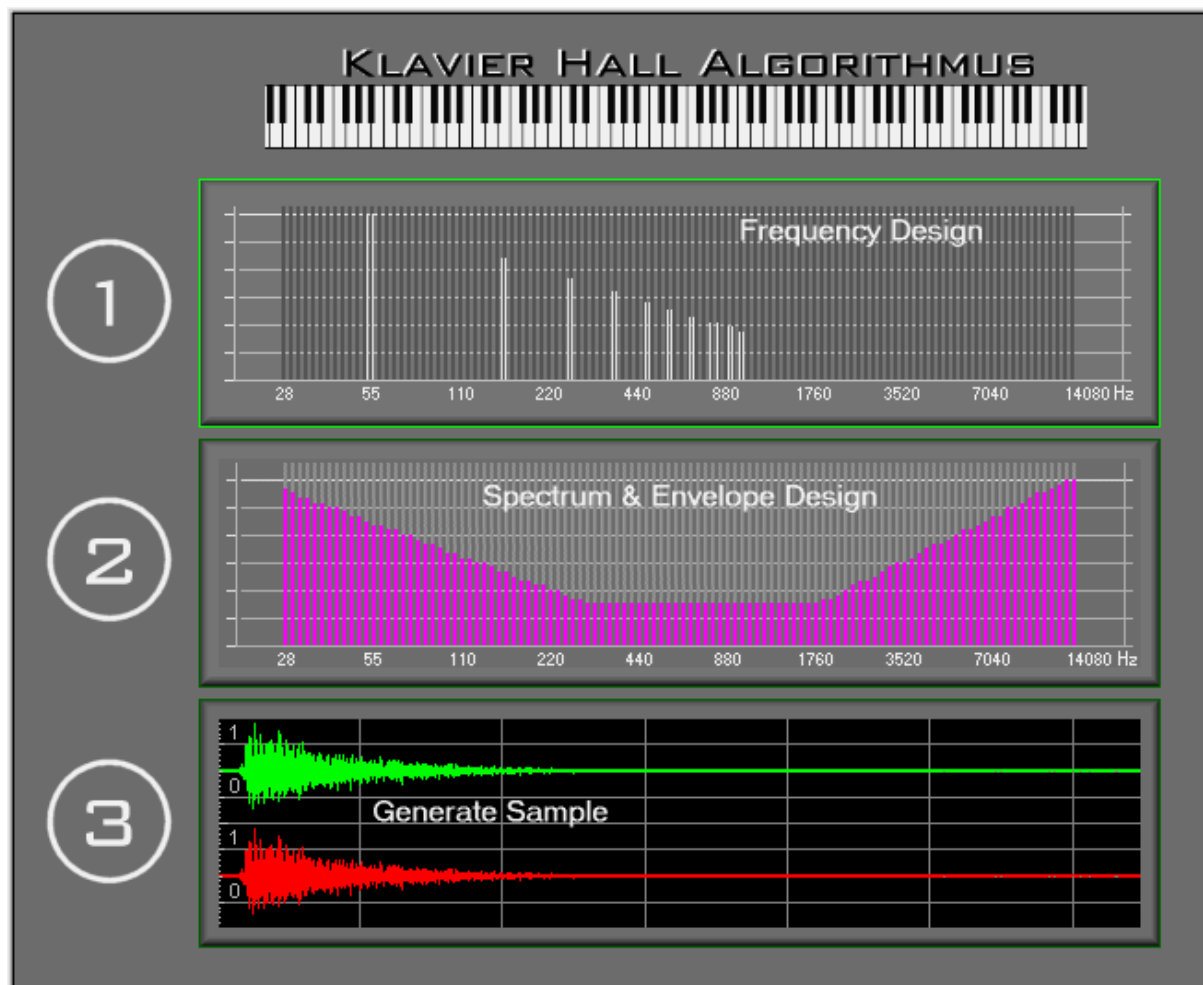 KLAVIER HALL ALGORITHMUS
1
Frequency Design
28 55 110 220 440 880 1760 3520 7040 14080 Hz
2
Spectrum & Envelope Design
28 55 110 220 440 880 1760 3520 7040 14080 Hz
3
1
0
Generate Sample
1
0